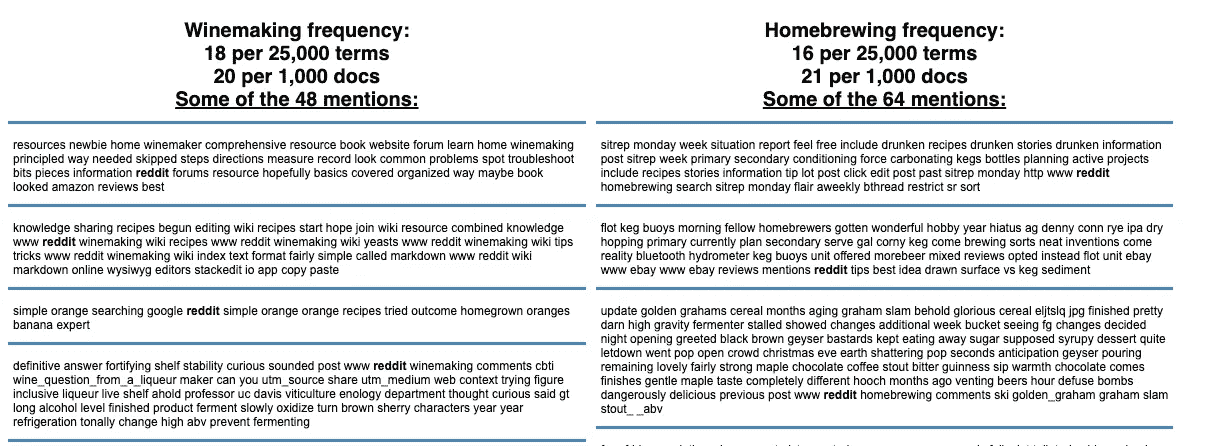 Winemaking frequency:
18 per 25,000 terms
20 per 1,000 docs
Some of the 48 mentions:
resources newbie home winemaker comprehensive resource book website forum learn home winemaking
principled way needed skipped steps directions measure record look common problems spot troubleshoot
bits pieces information reddit forums resource hopefully basics covered organized way maybe book
looked amazon reviews best
knowledge sharing recipes begun editing wiki recipes start hope join wiki resource combined knowledge
www reddit winemaking wiki recipes www reddit winemaking wiki yeasts www reddit winemaking wiki tips
tricks www reddit winemaking wiki index text format fairly simple called markdown www reddit wiki
markdown online wysiwyg editors stackedit io app copy paste
simple orange searching google reddit simple orange orange recipes tried outcome homegrown oranges
banana expert
definitive answer fortifying shelf stability curious sounded post www reddit winemaking comments cbti
wine_question_from_a_liqueur maker can you utm_source share utm_medium web context trying figure
inclusive liqueur live shelf ahold professor uc davis viticulture enology department thought curious said gt
long alcohol level finished product ferment slowly oxidize turn brown sherry characters year year
refrigeration tonally change high abv prevent fermenting
Homebrewing frequency:
16 per 25,000 terms
21 per 1,000 docs
Some of the 64 mentions:
sitrep monday week situation report feel free include drunken recipes drunken stories drunken information
post sitrep week primary secondary conditioning force carbonating kegs bottles planning active projects
include recipes stories information tip lot post click edit post past sitrep monday http www reddit
homebrewing search sitrep monday flair aweekly bthread restrict sr sort
flot keg buoys morning fellow homebrewers gotten wonderful hobby year hiatus ag denny conn rye ipa dry
hopping primary currently plan secondary serve gal corny keg come brewing sorts neat inventions come
reality bluetooth hydrometer keg buoys unit offered morebeer mixed reviews opted instead flot unit ebay
www ebay www ebay reviews mentions reddit tips best idea drawn surface vs keg sediment
update golden grahams cereal months aging graham slam behold glorious cereal eljtslq jpg finished pretty
darn high gravity fermenter stalled showed changes additional week bucket seeing fg changes decided
night opening greeted black brown geyser bastards kept eating away sugar supposed syrupy dessert quite
letdown went pop open crowd christmas eve earth shattering pop seconds anticipation geyser pouring
remaining lovely fairly strong maple chocolate coffee stout bitter guinness sip warmth chocolate comes
finishes gentle maple taste completely different hooch months ago venting beers hour defuse bombs
dangerously delicious previous post www reddit homebrewing comments ski golden_graham graham slam
stout_ _abv